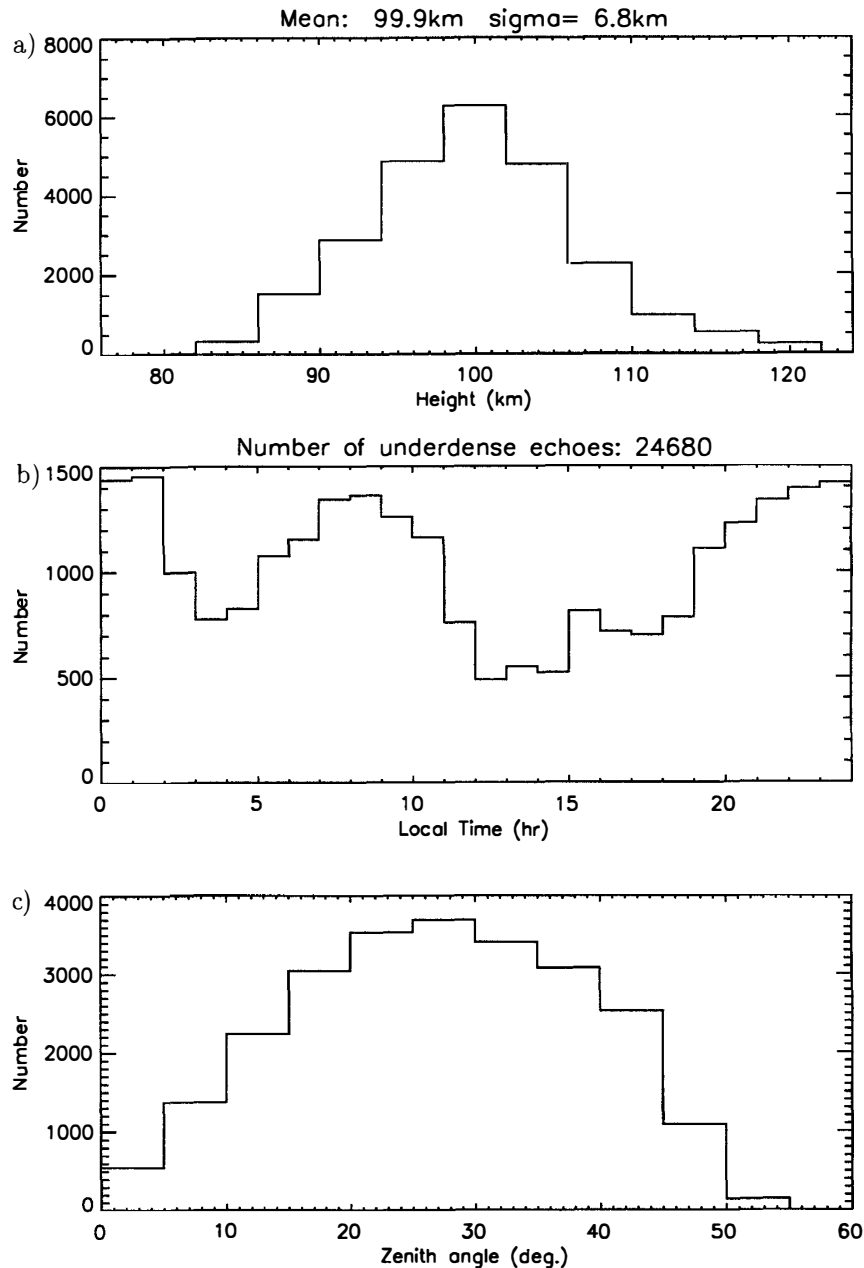 Mean: 99.9km sigma= 6.8km
a)
8000
6000
4000
2000
0
Number
80 90 100 110 120
Height (km)
Number of underdense echoes: 24680
b)
1500
1000
500
0
Number
0 5 10 15 20
Local Time (hr)
c)
4000
3000
2000
1000
0
Number
0 10 20 30 40 50 60
Zenith angle (deg.)